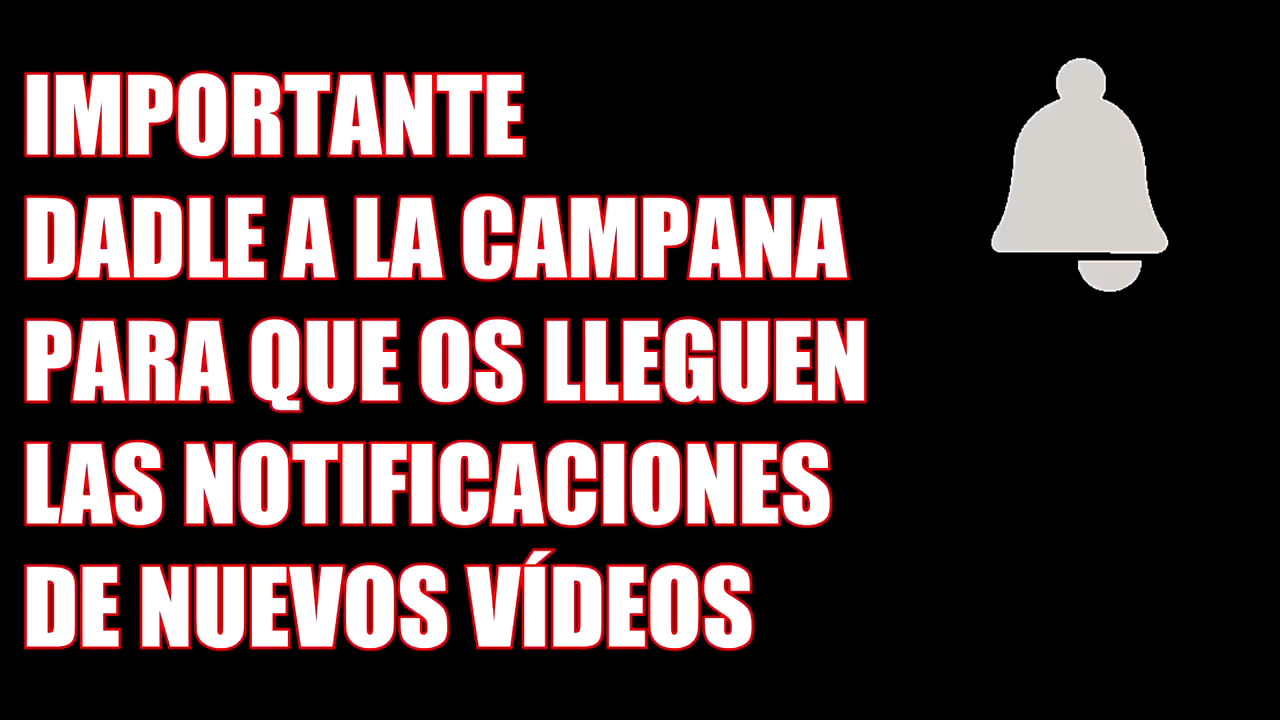 IMPORTANTE
DADLE A LA CAMPANA
PARA QUE OS LLEGUEN
LAS NOTIFICACIONES
DE NUEVOS VÍDEOS